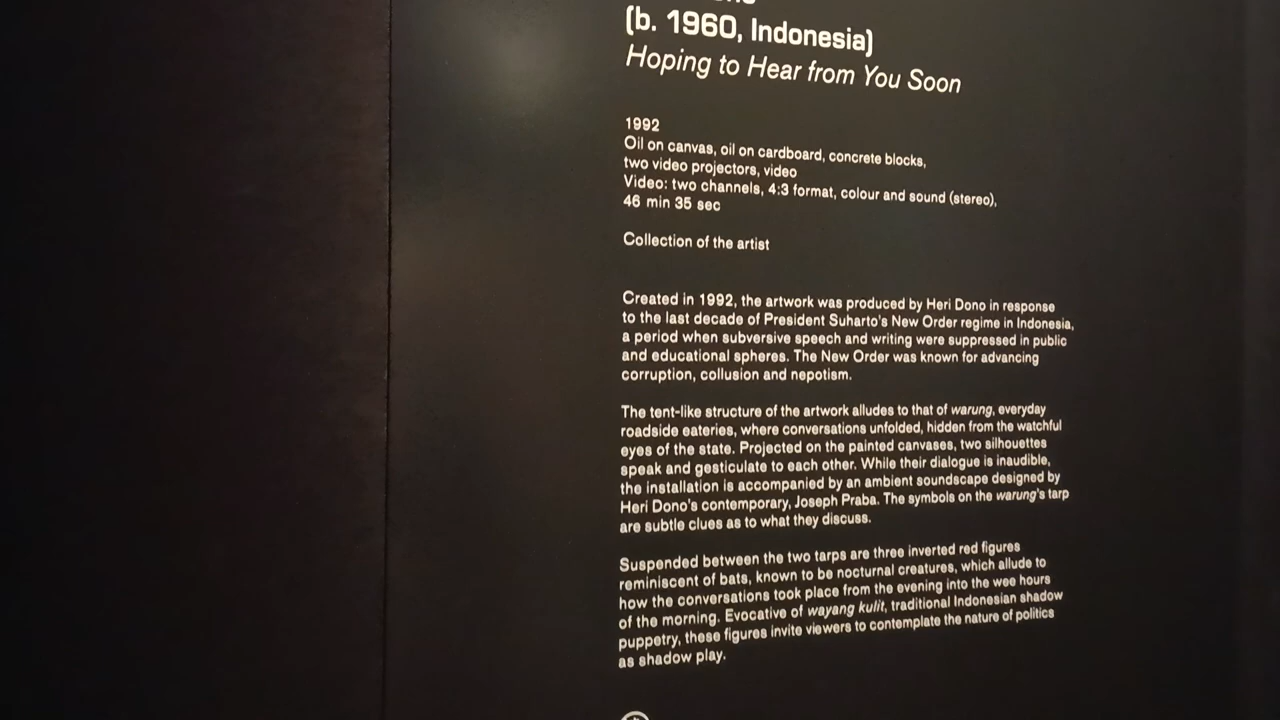 (b. 1960, Indonesia)
Hoping to Hear from You Soon
1992
Oil on canvas, oil on cardboard, concrete blocks,
two video projectors, video
Video: two channels, 4:3 format, colour and sound (stereo),
46 min 35 sec
Collection of the artist
Created in 1992, the artwork was produced by Heri Dono in response
to the last decade of President Suharto's New Order regime in Indonesia,
a period when subversive speech and writing were suppressed in public
and educational spheres. The New Order was known for advancing
corruption, collusion and nepotism.
The tent-like structure of the artwork alludes to that of warung, everyday
roadside eateries, where conversations unfolded, hidden from the watchful
eyes of the state. Projected on the painted canvases, two silhouettes
speak and gesticulate to each other. While their dialogue is inaudible,
the installation is accompanied by an ambient soundscape designed by
Heri Dono's contemporary, Joseph Praba. The symbols on the warung's tarp
are subtle clues as to what they discuss.
Suspended between the two tarps are three inverted red figures
reminiscent of bats, known to be nocturnal creatures, which allude to
how the conversations took place from the evening into the wee hours
of the morning. Evocative of wayang kulit, traditional Indonesian shadow
puppetry, these figures invite viewers to contemplate the nature of politics
as shadow play.